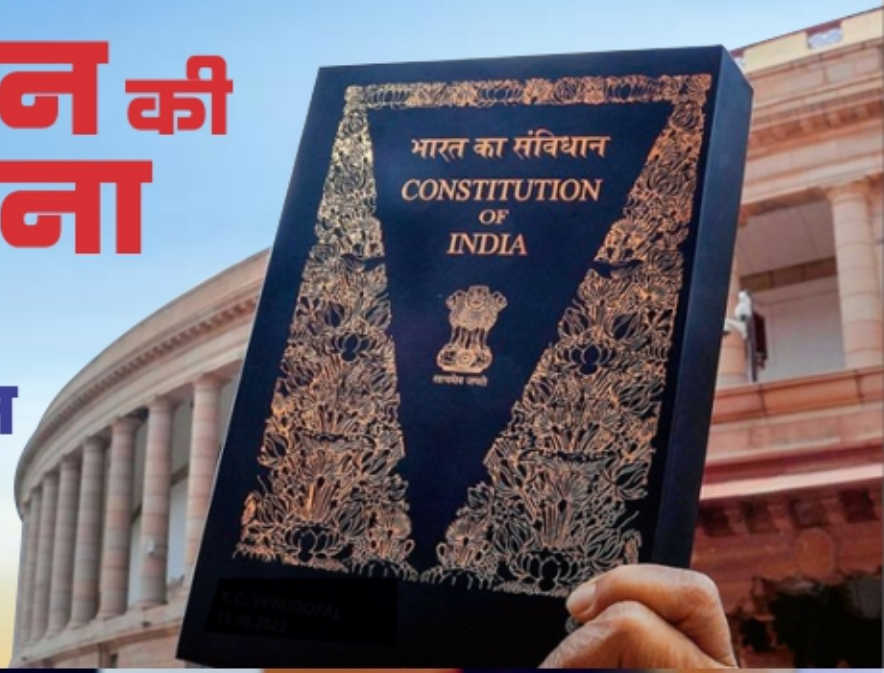 न की
ना
भारत का संविधान
CONSTITUTION
OF
INDIA
सत्यमेव जयते
K.C. VENUGOPAL